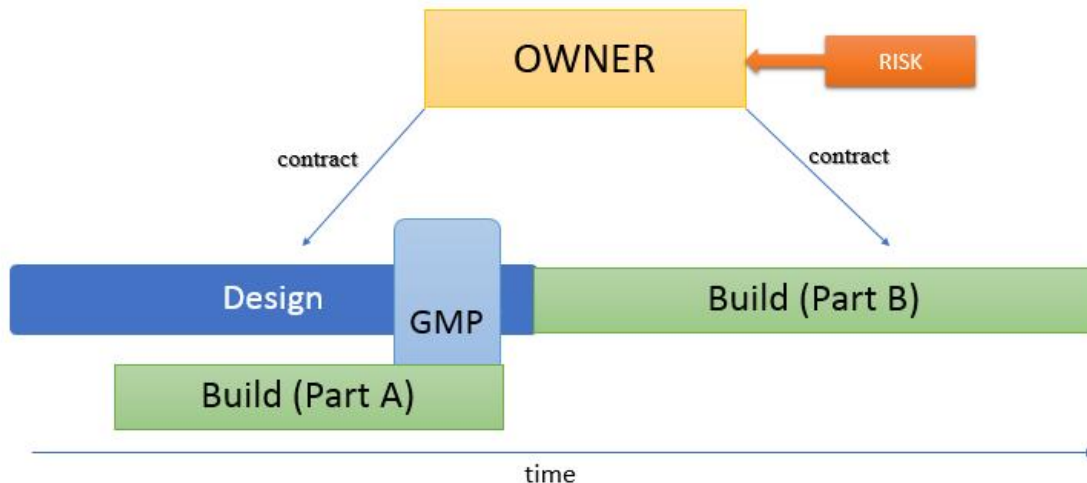 OWNER
RISK
contract
contract
Design
GMP
Build (Part B)
Build (Part A)
time